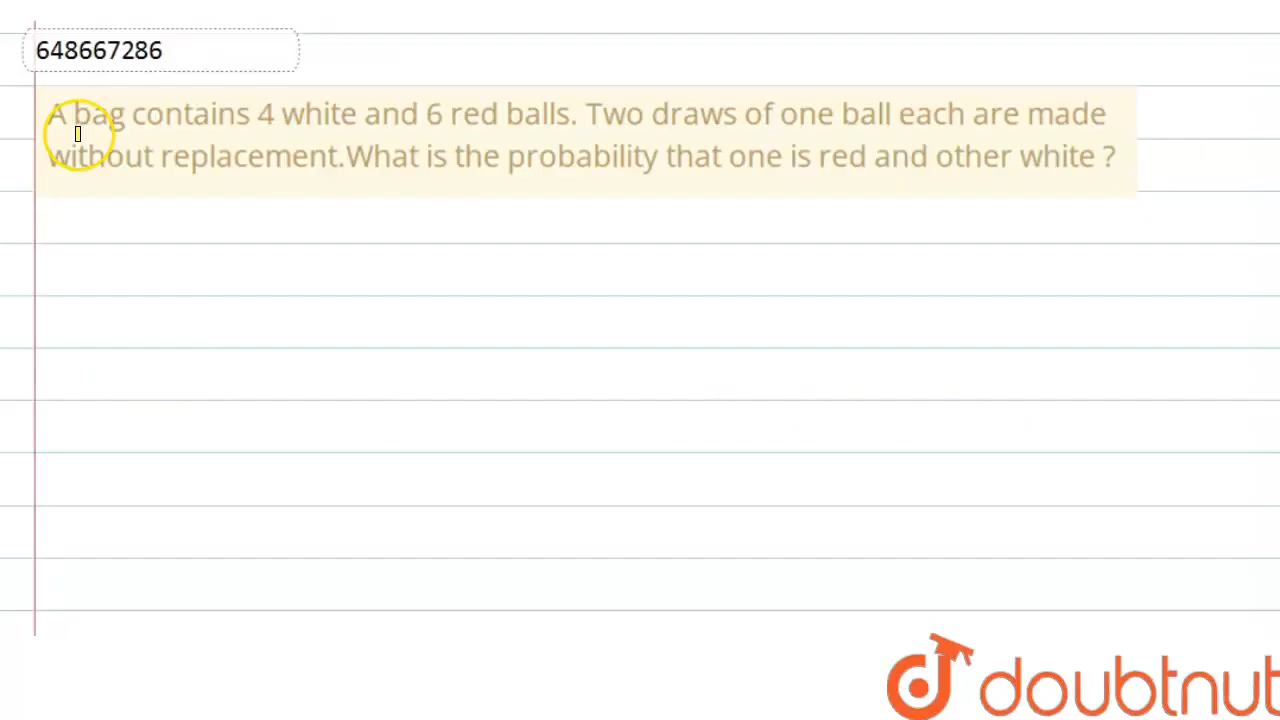 648667286
A bag contains 4 white and 6 red balls. Two draws of one ball each are made
without replacement.What is the probability that one is red and other white ?
doubtnut